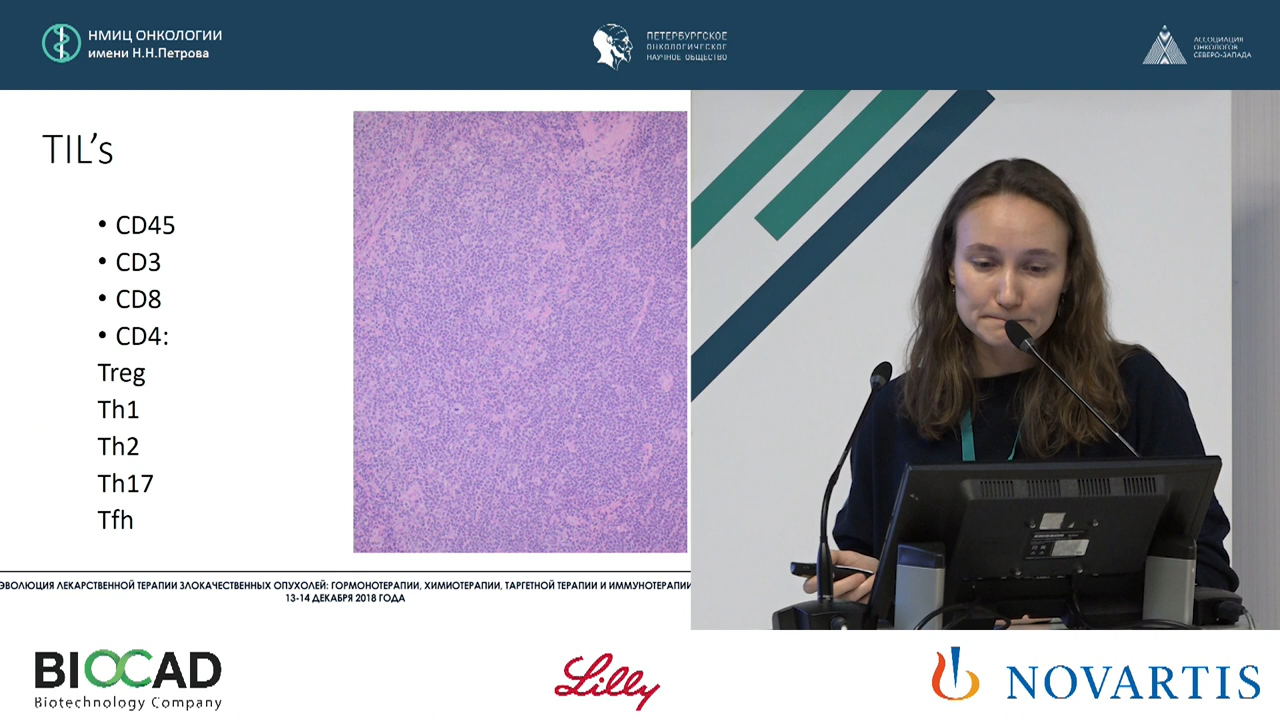 НМИЦ ОНКОЛОГИИ
имени Н.Н.Петрова
ПЕТЕРБУРГСКОЕ
ОНКОЛОГИЧЕСКОЕ
НАУЧНОЕ ОБЩЕСТВО
АССОЦИАЦИЯ
ОНКОЛОГОВ
СЕВЕРО-ЗАПАДА
TIL’s
• CD45
• CD3
• CD8
• CD4:
Treg
Th1
Th2
Th17
Tfh
ЭВОЛЮЦИЯ ЛЕКАРСТВЕННОЙ ТЕРАПИИ ЗЛОКАЧЕСТВЕННЫХ ОПУХОЛЕЙ: ГОРМОНОТЕРАПИИ, ХИМИОТЕРАПИИ, ТАРГЕТНОЙ ТЕРАПИИ И ИММУНОТЕРАПИИ
13-14 ДЕКАБРЯ 2018 ГОДА
BIOCAD
Biotechnology Company
Lilly
NOVARTIS